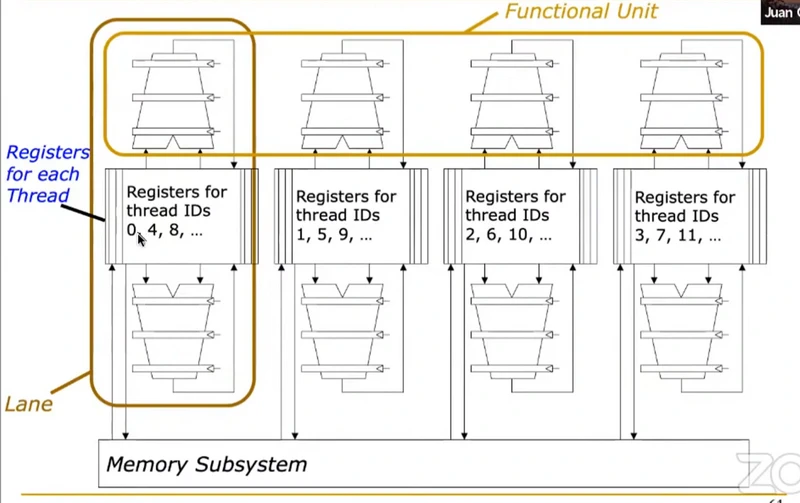 Functional Unit
Juan
Registers
for each
Thread
Registers for
thread IDs
0, 4, 8, ...
Registers for
thread IDs
1, 5, 9, ...
Registers for
thread IDs
2, 6, 10, ...
Registers for
thread IDs
3, 7, 11, ...
Lane
Memory Subsystem